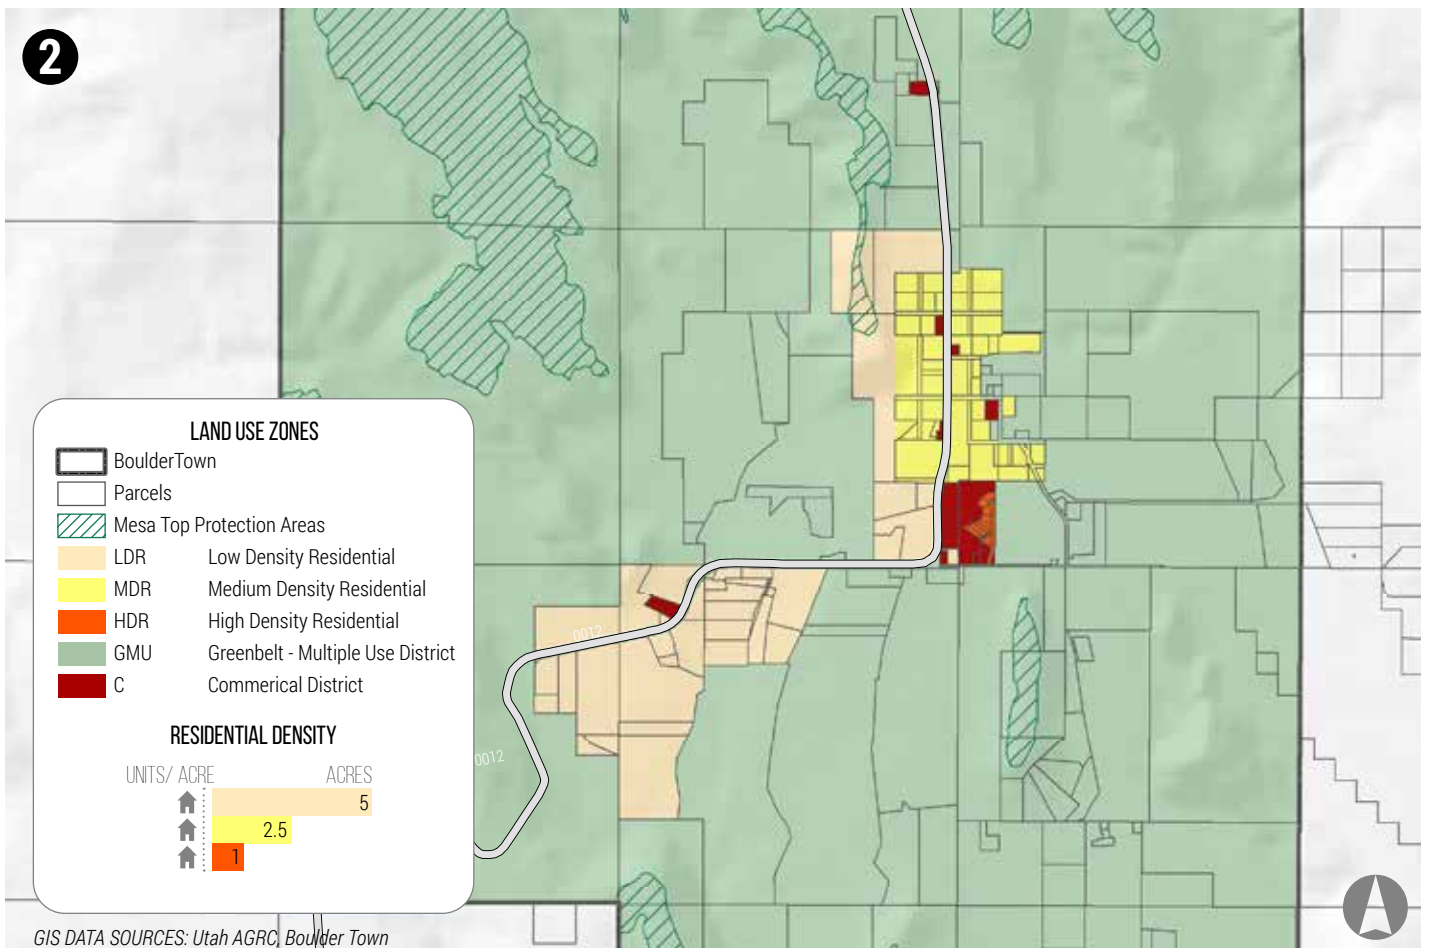 2
LAND USE ZONES
BoulderTown
Parcels
Mesa Top Protection Areas
LDR Low Density Residential
MDR Medium Density Residential
HDR High Density Residential
GMU Greenbelt - Multiple Use District
C Commerical District
RESIDENTIAL DENSITY
UNITS/ ACRE ACRES
5
2.5
1
0012
0012
GIS DATA SOURCES: Utah AGRC, Boulder Town